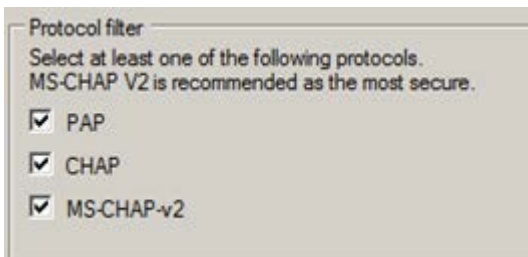 Protocol filter
Select at least one of the following protocols.
MS-CHAP V2 is recommended as the most secure.
PAP
CHAP
MS-CHAP-v2